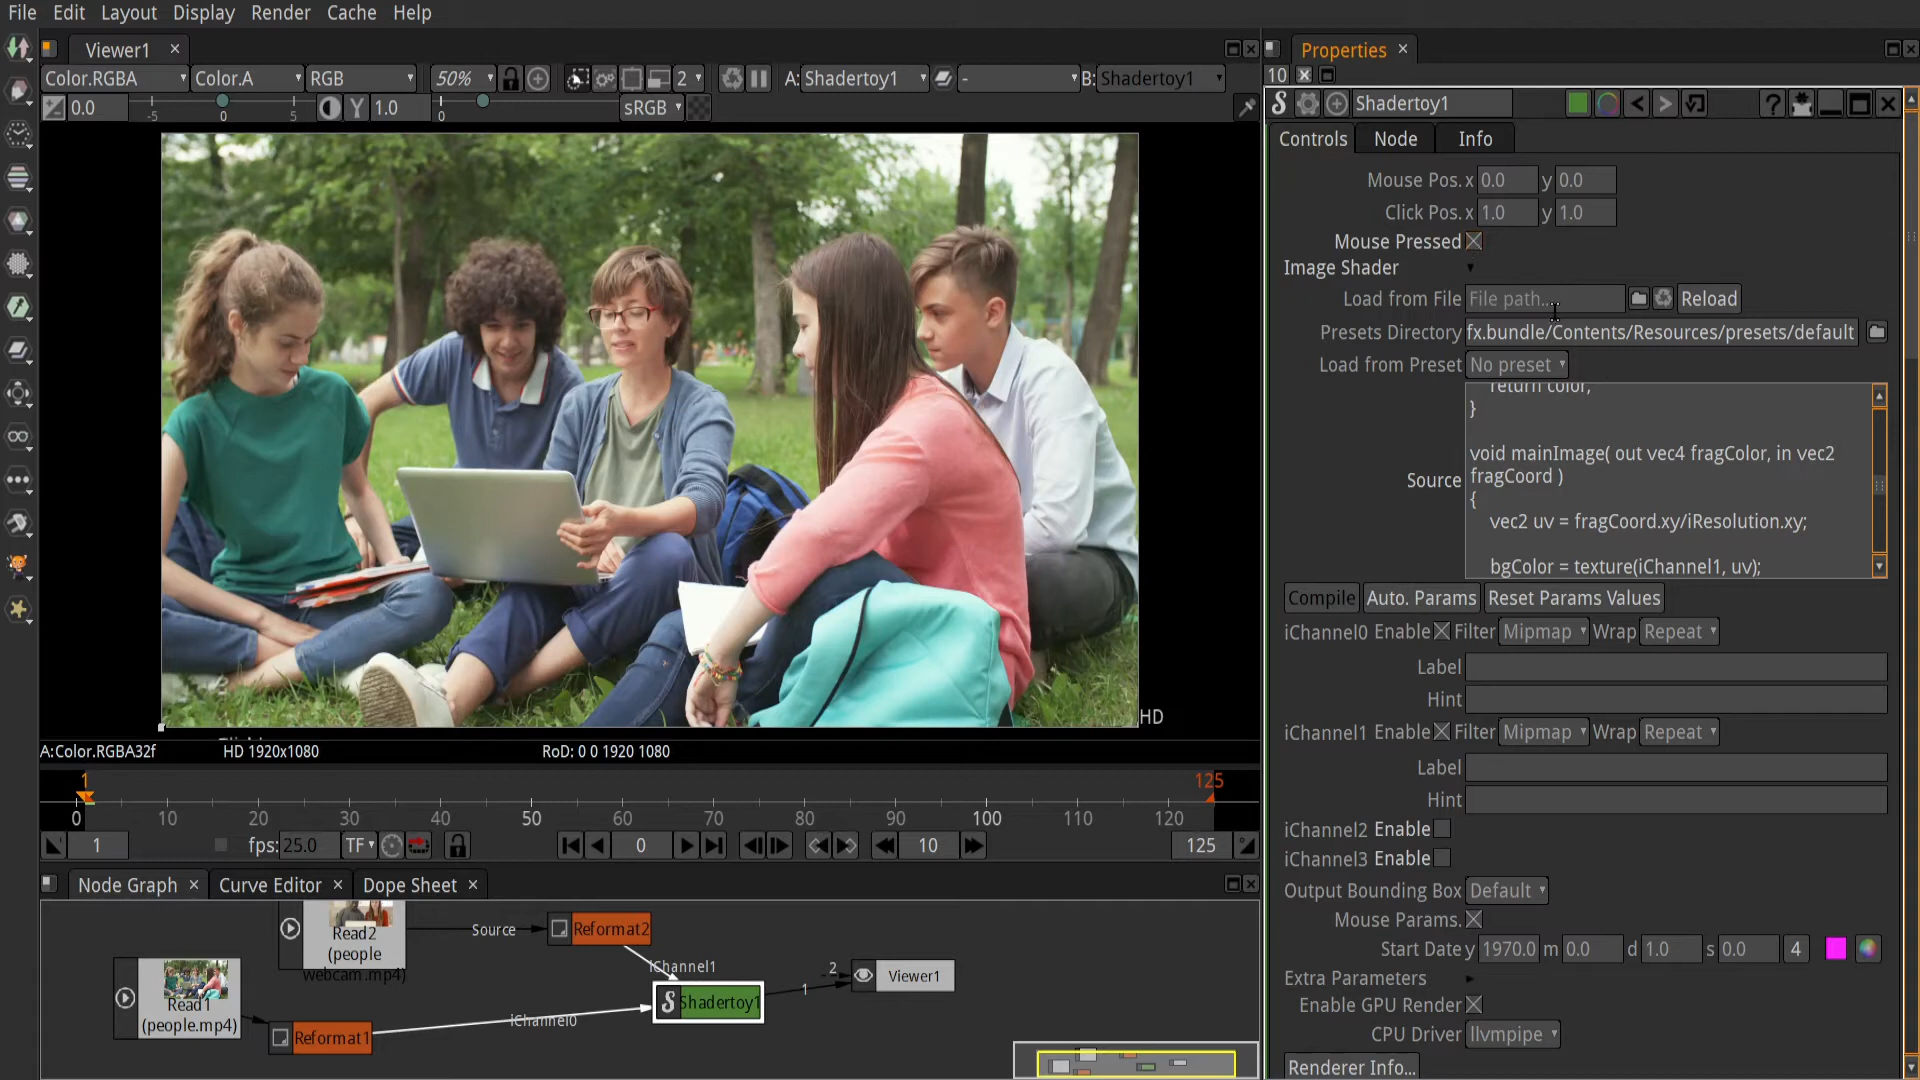 File Edit Layout Display Render Cache Help
Viewer1
Color.RGBA Color.A RGB 50% 2 A: Shadertoy1 - B: Shadertoy1
0.0 -5 0 5 Y 1.0 0 sRGB
HD
A:Color.RGBA32f HD 1920x1080 RoD: 0 0 1920 1080
1 125
0 10 20 30 40 50 60 70 80 90 100 110 120
1 fps: 25.0 TF 0 10 125
Node Graph Curve Editor Dope Sheet
Read2
(people
webcam.mp4)
Source
Reformat2
iChannel1
Read1
(people.mp4)
Reformat1
iChannel0
Shadertoy1
1
2
Viewer1
Properties
10
S Shadertoy1 ?
Controls Node Info
Mouse Pos. x 0.0 y 0.0
Click Pos. x 1.0 y 1.0
Mouse Pressed
Image Shader
Load from File File path... Reload
Presets Directory fx.bundle/Contents/Resources/presets/default
Load from Preset No preset
Source
return color;
}
void mainImage( out vec4 fragColor, in vec2
fragCoord )
{
vec2 uv = fragCoord.xy/iResolution.xy;
bgColor = texture(iChannel1, uv);
Compile Auto. Params Reset Params Values
iChannel0 Enable Filter Mipmap Wrap Repeat
Label
Hint
iChannel1 Enable Filter Mipmap Wrap Repeat
Label
Hint
iChannel2 Enable
iChannel3 Enable
Output Bounding Box Default
Mouse Params.
Start Date y 1970.0 m 0.0 d 1.0 s 0.0 4
Extra Parameters
Enable GPU Render
CPU Driver llvmpipe
Renderer Info...